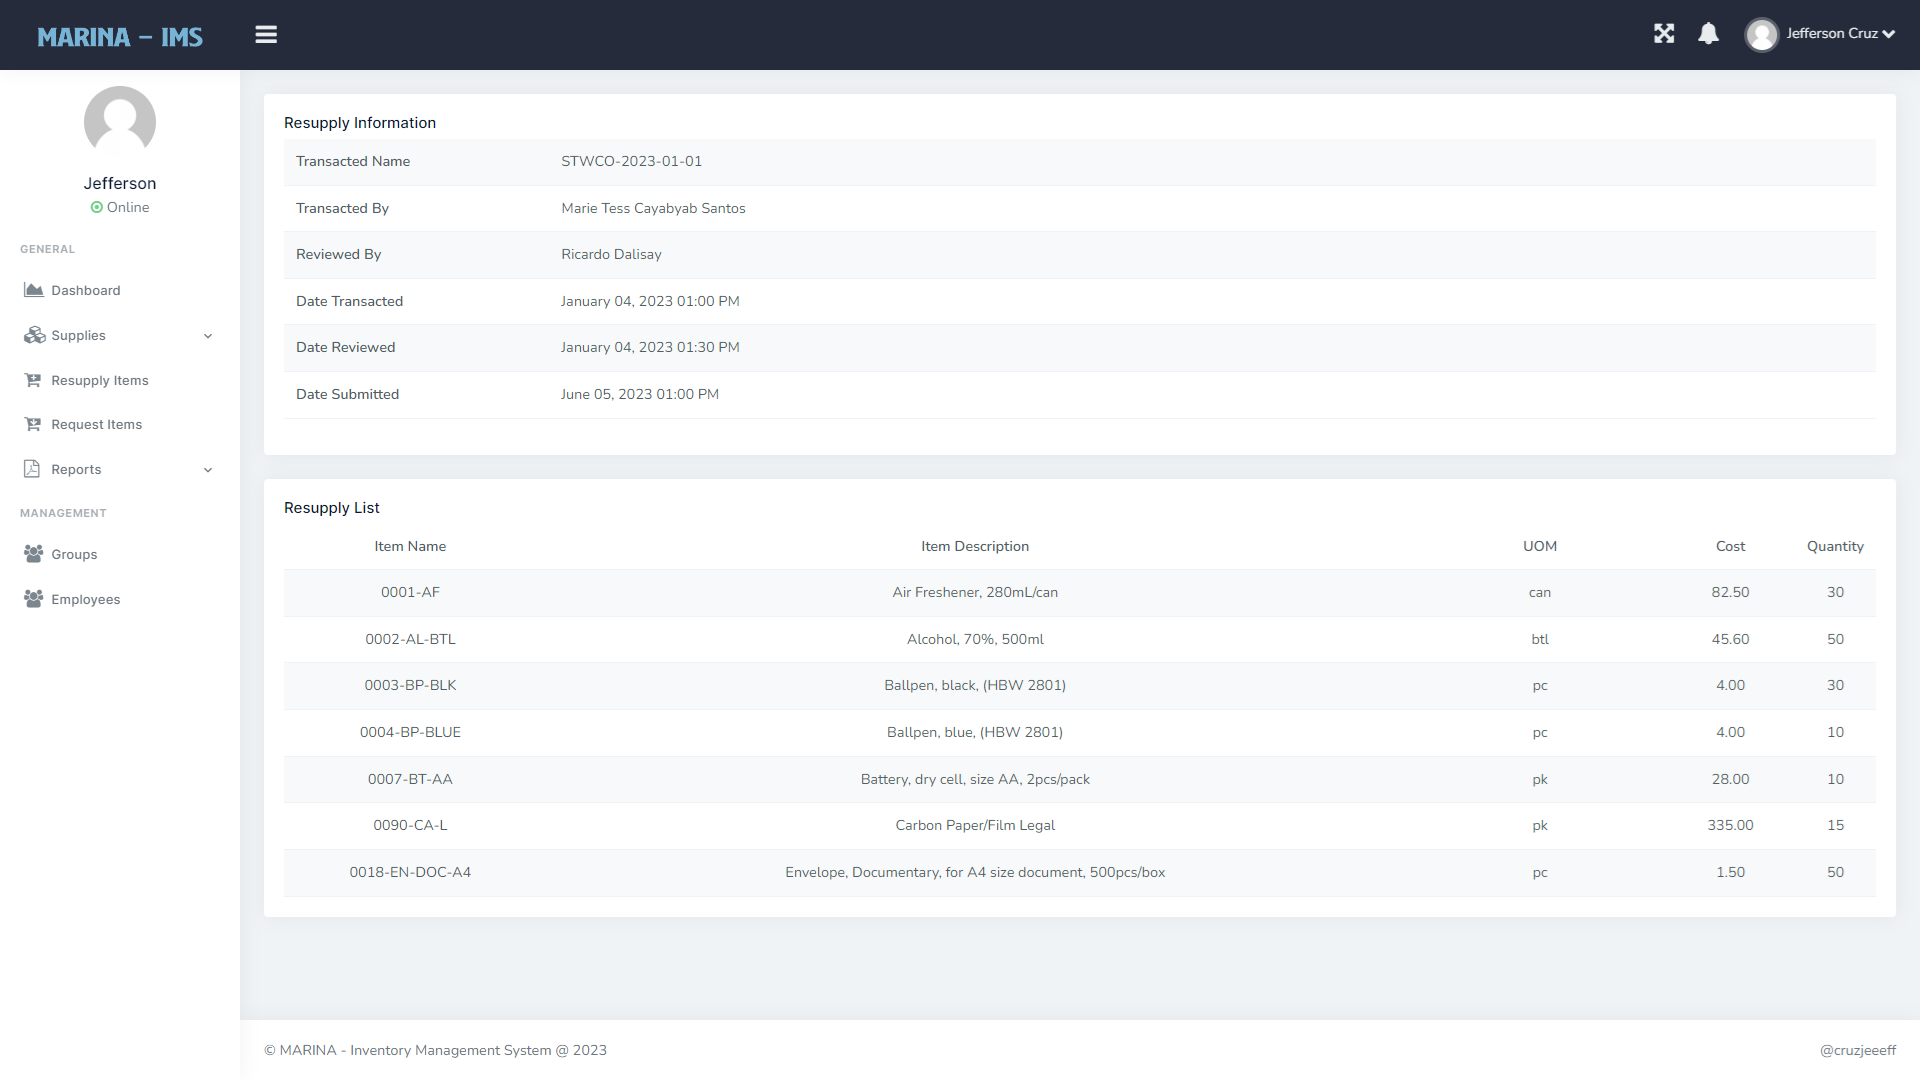 MARINA – IMS
Jefferson Cruz
Jefferson
Online
GENERAL
Dashboard
Supplies
Resupply Items
Request Items
Reports
MANAGEMENT
Groups
Employees
Resupply Information
Transacted Name STWCO-2023-01-01
Transacted By Marie Tess Cayabyab Santos
Reviewed By Ricardo Dalisay
Date Transacted January 04, 2023 01:00 PM
Date Reviewed January 04, 2023 01:30 PM
Date Submitted June 05, 2023 01:00 PM
Resupply List
Item Name Item Description UOM Cost Quantity
0001-AF Air Freshener, 280mL/can can 82.50 30
0002-AL-BTL Alcohol, 70%, 500ml btl 45.60 50
0003-BP-BLK Ballpen, black, (HBW 2801) pc 4.00 30
0004-BP-BLUE Ballpen, blue, (HBW 2801) pc 4.00 10
0007-BT-AA Battery, dry cell, size AA, 2pcs/pack pk 28.00 10
0090-CA-L Carbon Paper/Film Legal pk 335.00 15
0018-EN-DOC-A4 Envelope, Documentary, for A4 size document, 500pcs/box pc 1.50 50
© MARINA - Inventory Management System @ 2023
@cruzjeeeff